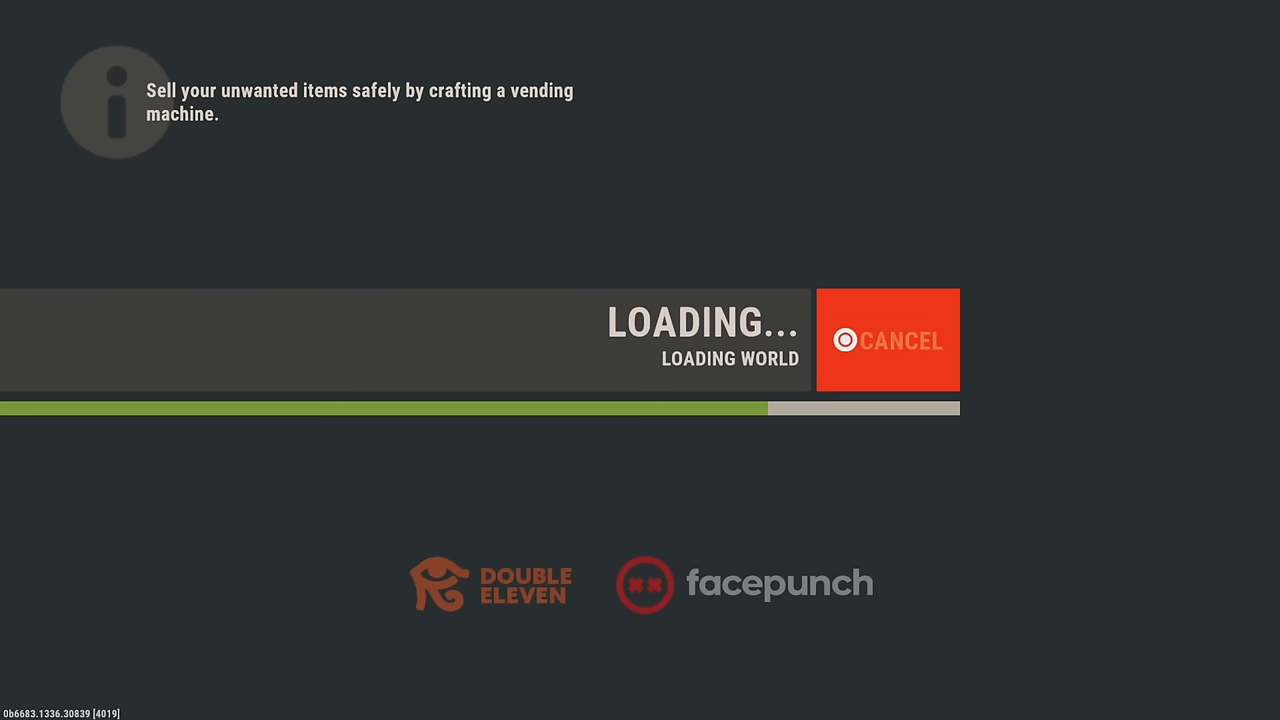 Sell your unwanted items safely by crafting a vending
machine.
LOADING...
LOADING WORLD
CANCEL
DOUBLE
ELEVEN
facepunch
0b6683.1336.30839 [4019]